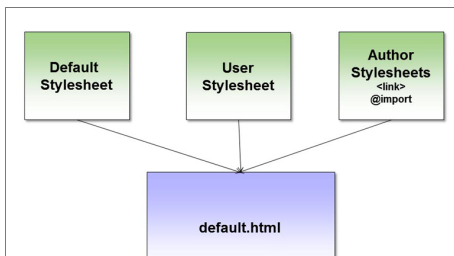 Default
Stylesheet
User
Stylesheet
Author
Stylesheets
<link>
@import
default.html